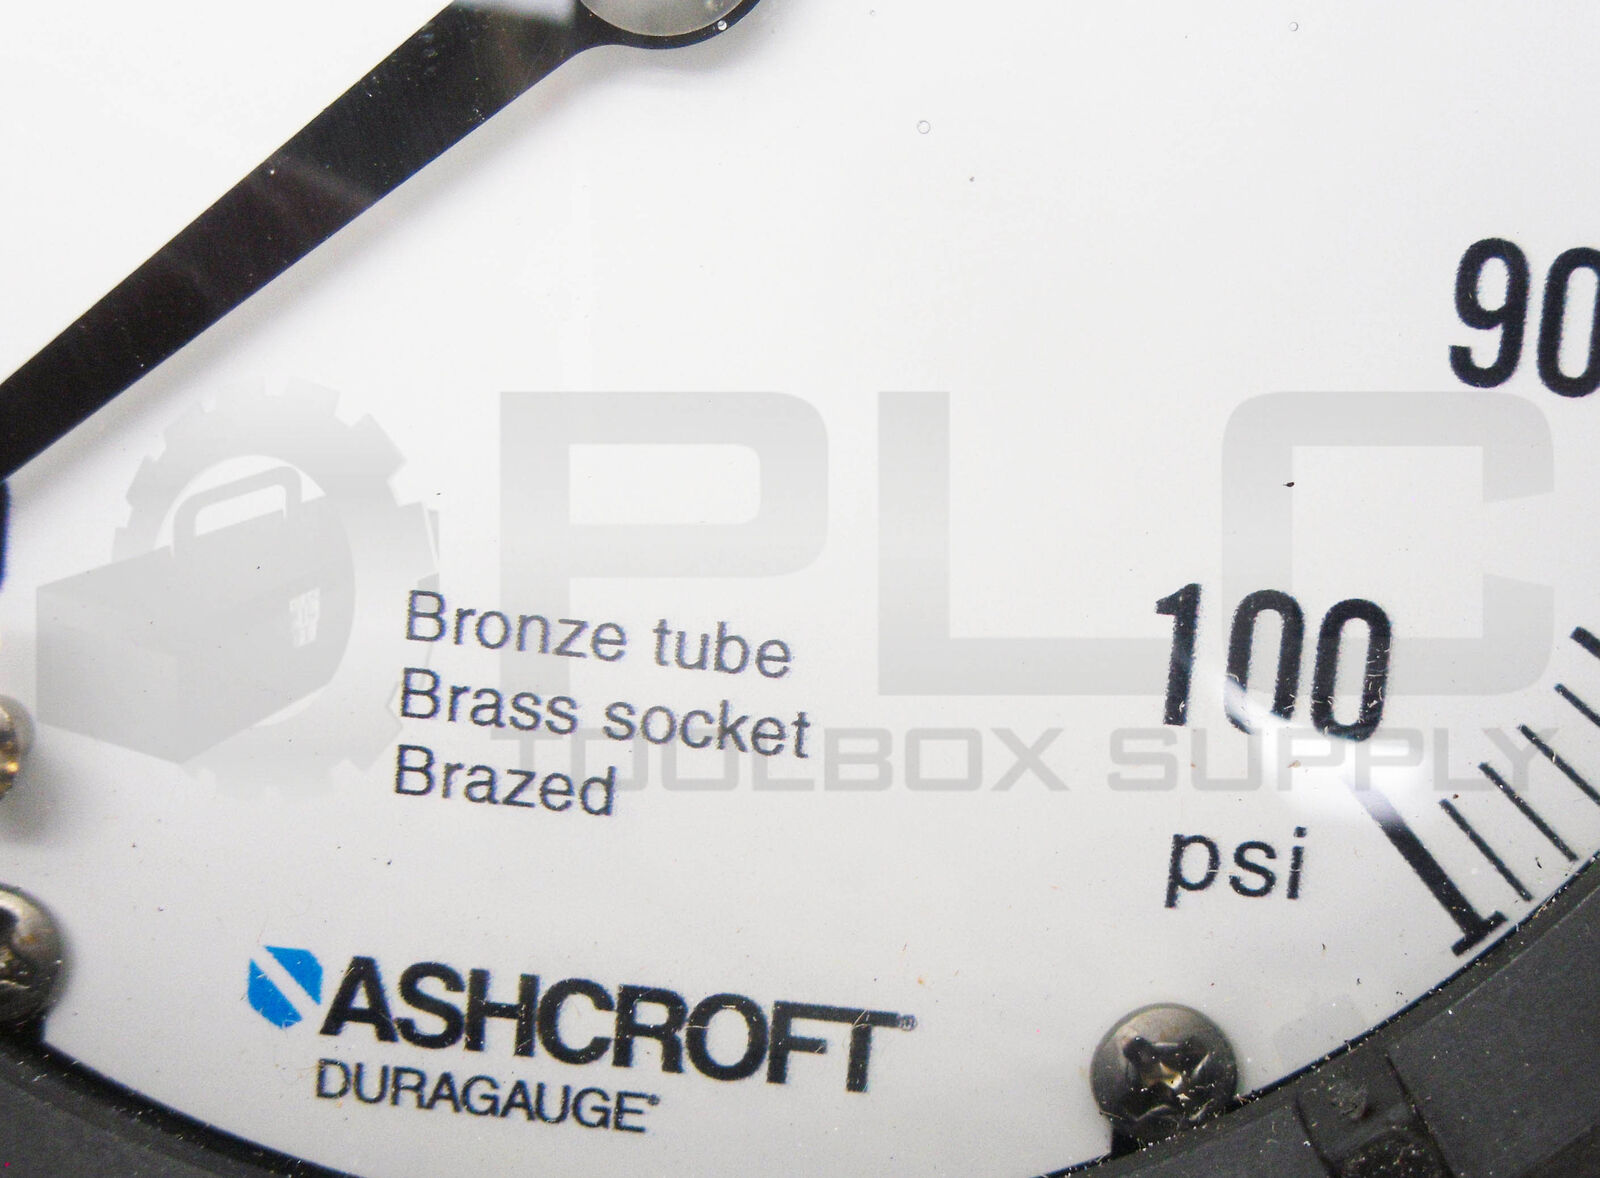 90
PLC
100
Bronze tube
Brass socket
TOOLBOX SUPPLY
Brazed
psi
ASHCROFT®
DURAGAUGE®